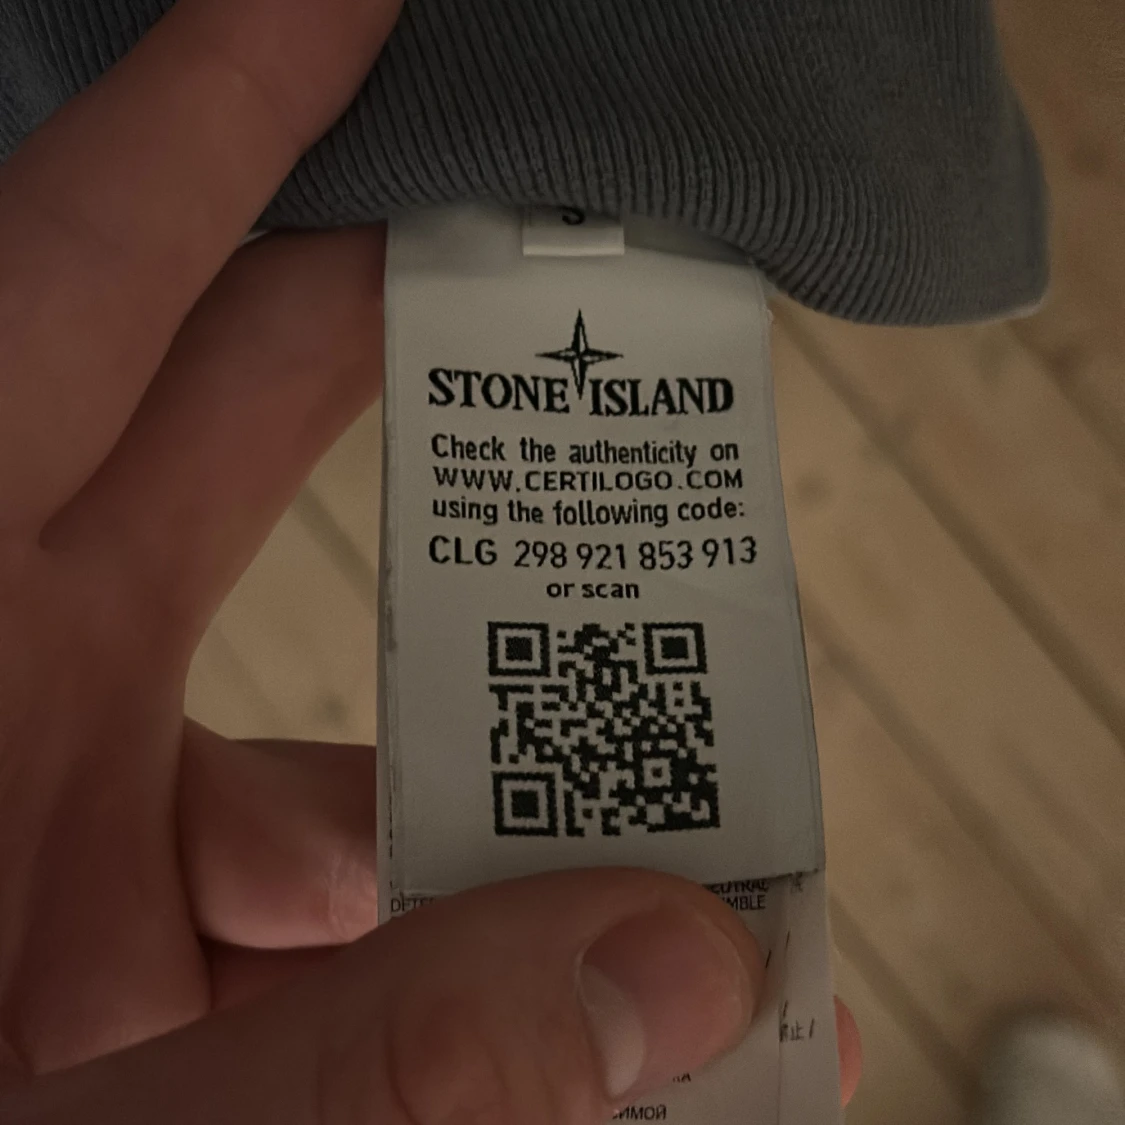 S
STONE ISLAND
Check the authenticity on
WWW.CERTILOGO.COM
using the following code:
CLG 298 921 853 913
or scan